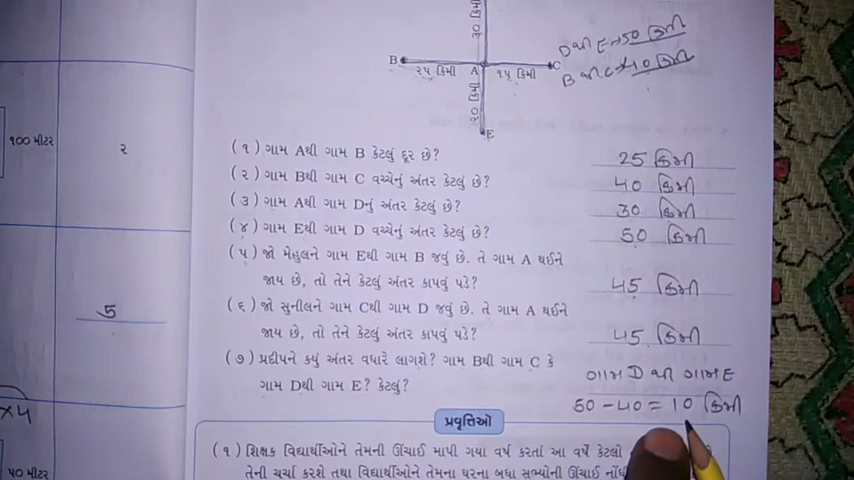 ૩૦ કિમી
D થી E → 50 કિમી
B A C
૨૫ કિમી ૧૫ કિમી
B થી C → 40 કિમી
૨૦ કિમી
E
૧૦૦ મીટર
૨
(૧) ગામ Aથી ગામ B કેટલું દૂર છે? 25 કિમી
(૨) ગામ Bથી ગામ C વચ્ચેનું અંતર કેટલું છે? 40 કિમી
(૩) ગામ Aથી ગામ Dનું અંતર કેટલું છે? 30 કિમી
(૪) ગામ Eથી ગામ D વચ્ચેનું અંતર કેટલું છે? 50 કિમી
(૫) જો મેહુલને ગામ Eથી ગામ B જવું છે. તે ગામ A થઈને
જાય છે, તો તેને કેટલું અંતર કાપવું પડે? 45 કિમી
5
(૬) જો સુનીલને ગામ Cથી ગામ D જવું છે. તે ગામ A થઈને
જાય છે, તો તેને કેટલું અંતર કાપવું પડે? 45 કિમી
(૭) પ્રદીપને કયું અંતર વધારે લાગશે? ગામ Bથી ગામ C કે
ગામ D થી ગામ E
ગામ Dથી ગામ E? કેટલું?
50 - 40 = 10 કિમી
×4
પ્રવૃત્તિઓ
(૧) શિક્ષક વિદ્યાર્થીઓને તેમની ઊંચાઈ માપી ગયા વર્ષ કરતાં આ વર્ષે કેટલો
તેની ચર્ચા કરશે તથા વિદ્યાર્થીઓને તેમના ઘરના બધા સભ્યોની ઊંચાઈ
૫૦ મીટર